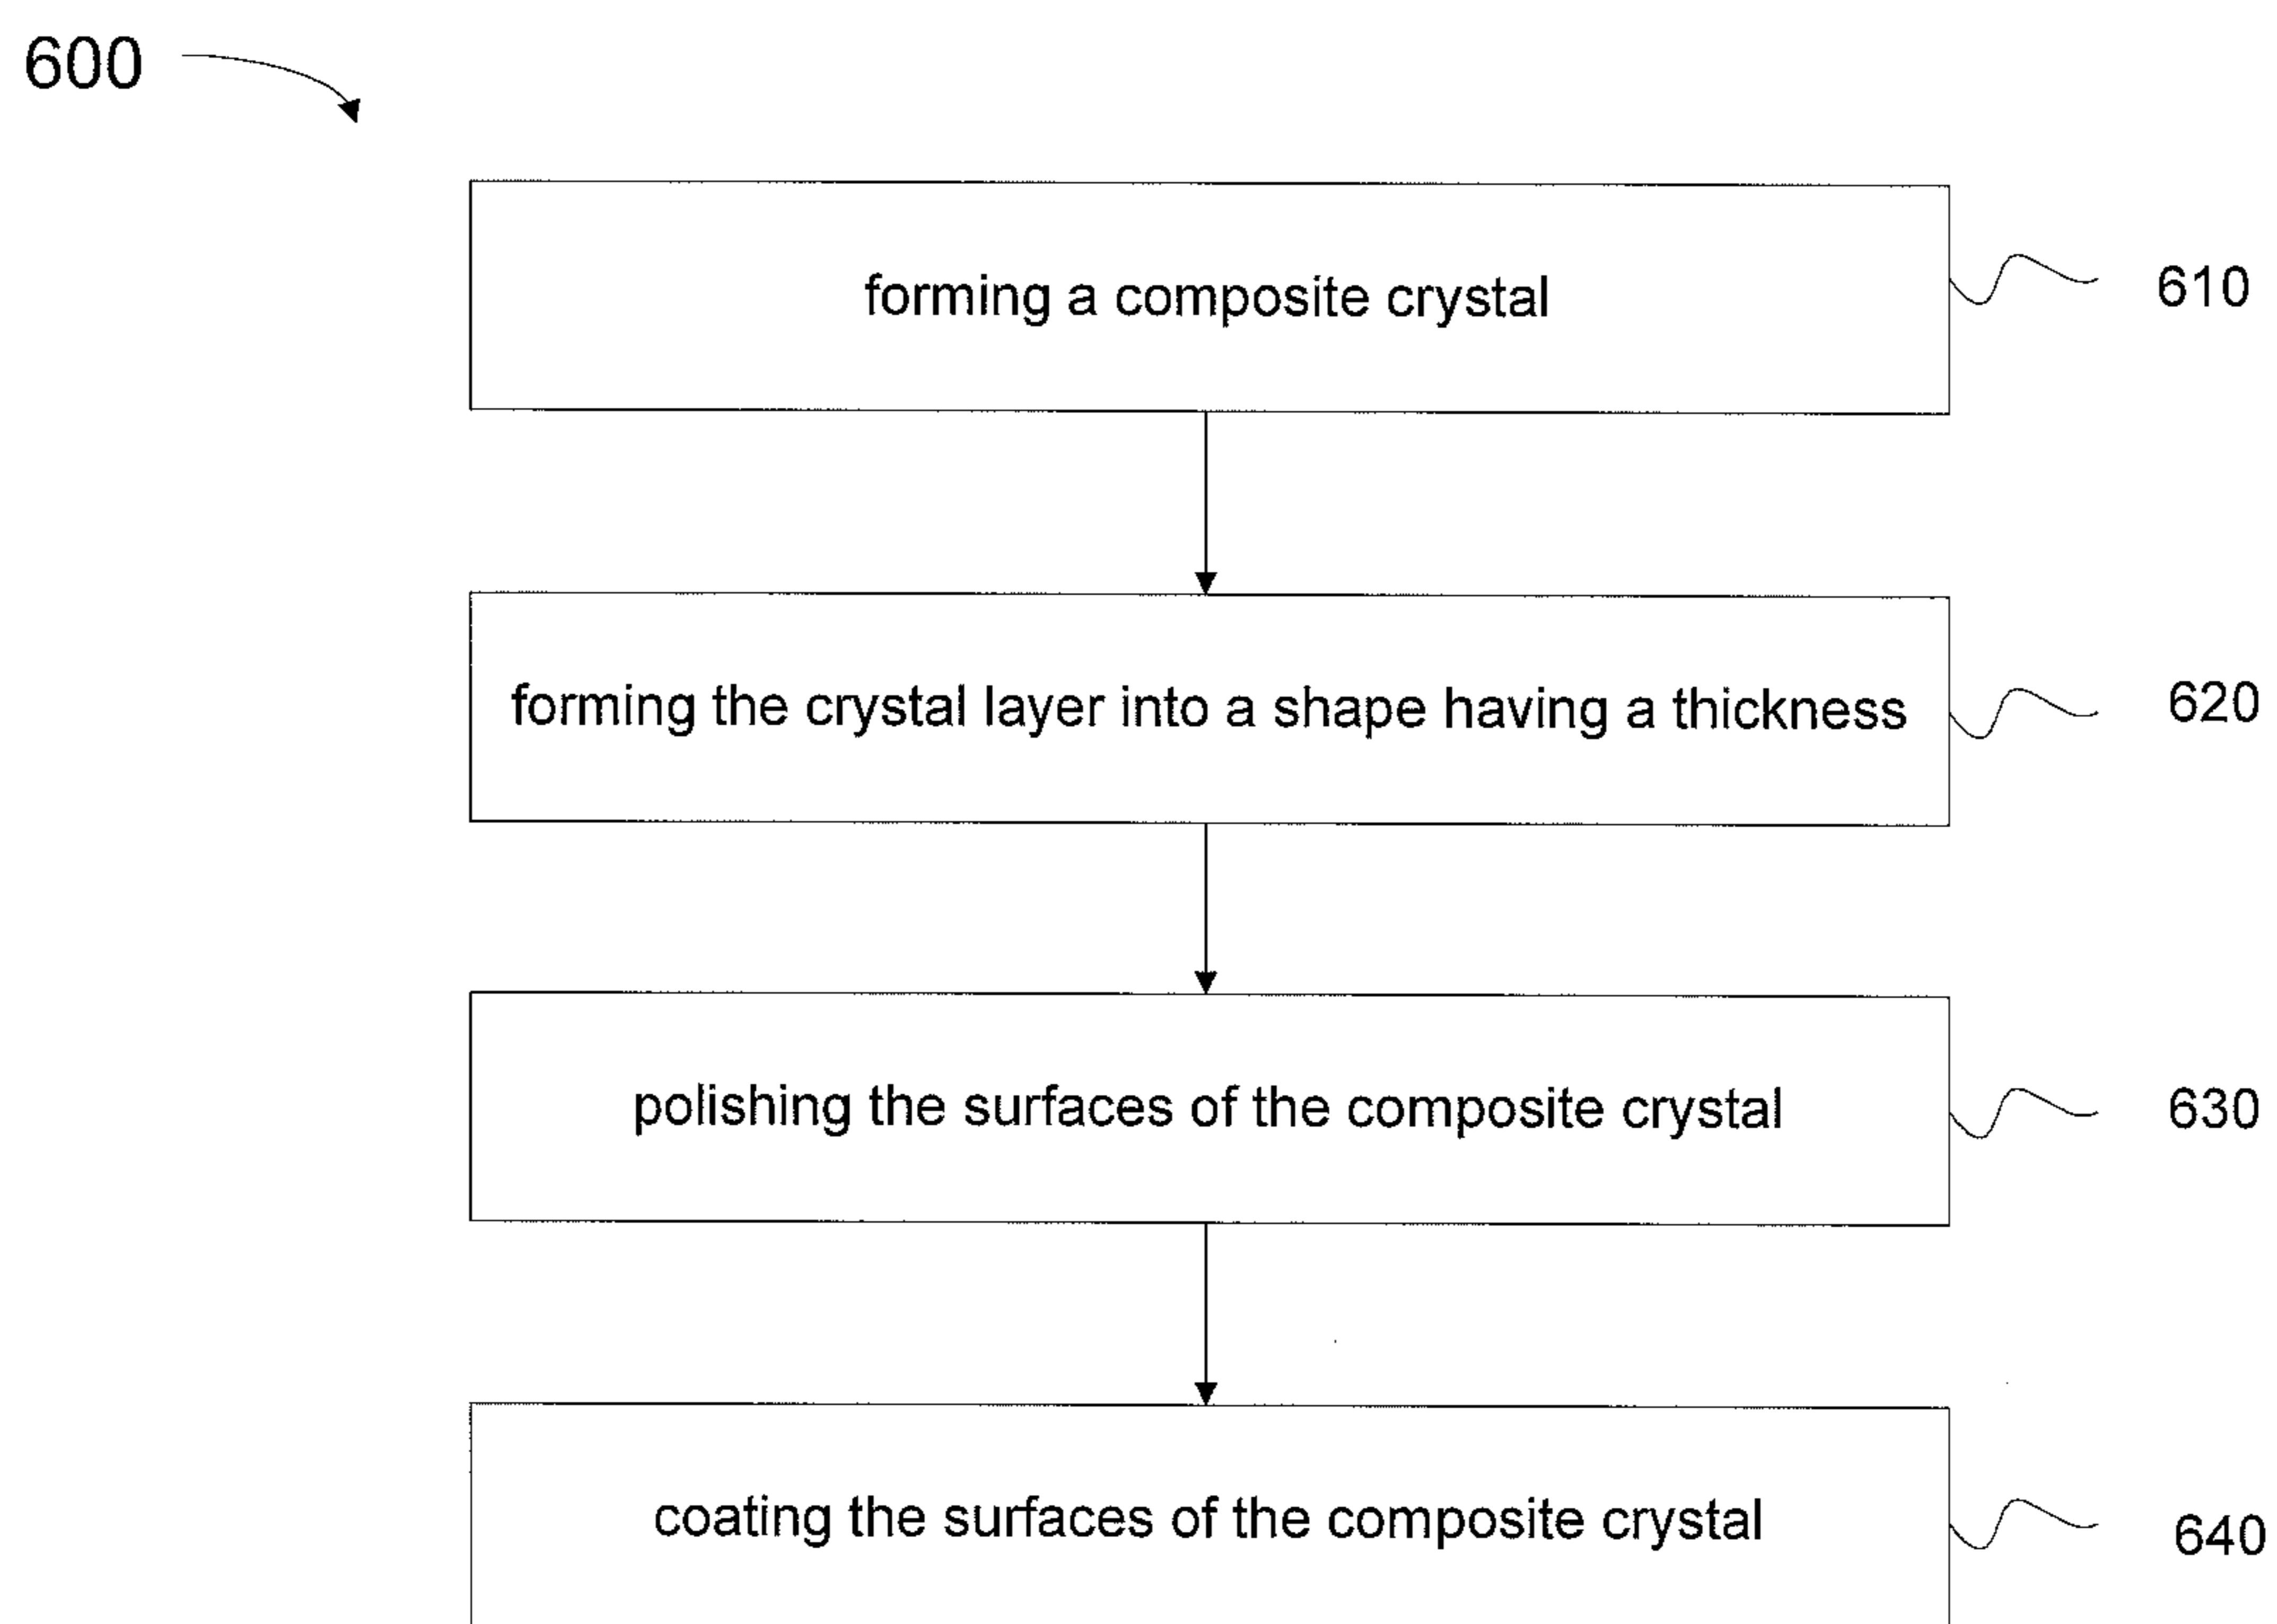 600
forming a composite crystal
610
forming the crystal layer into a shape having a thickness
620
polishing the surfaces of the composite crystal
630
coating the surfaces of the composite crystal
640